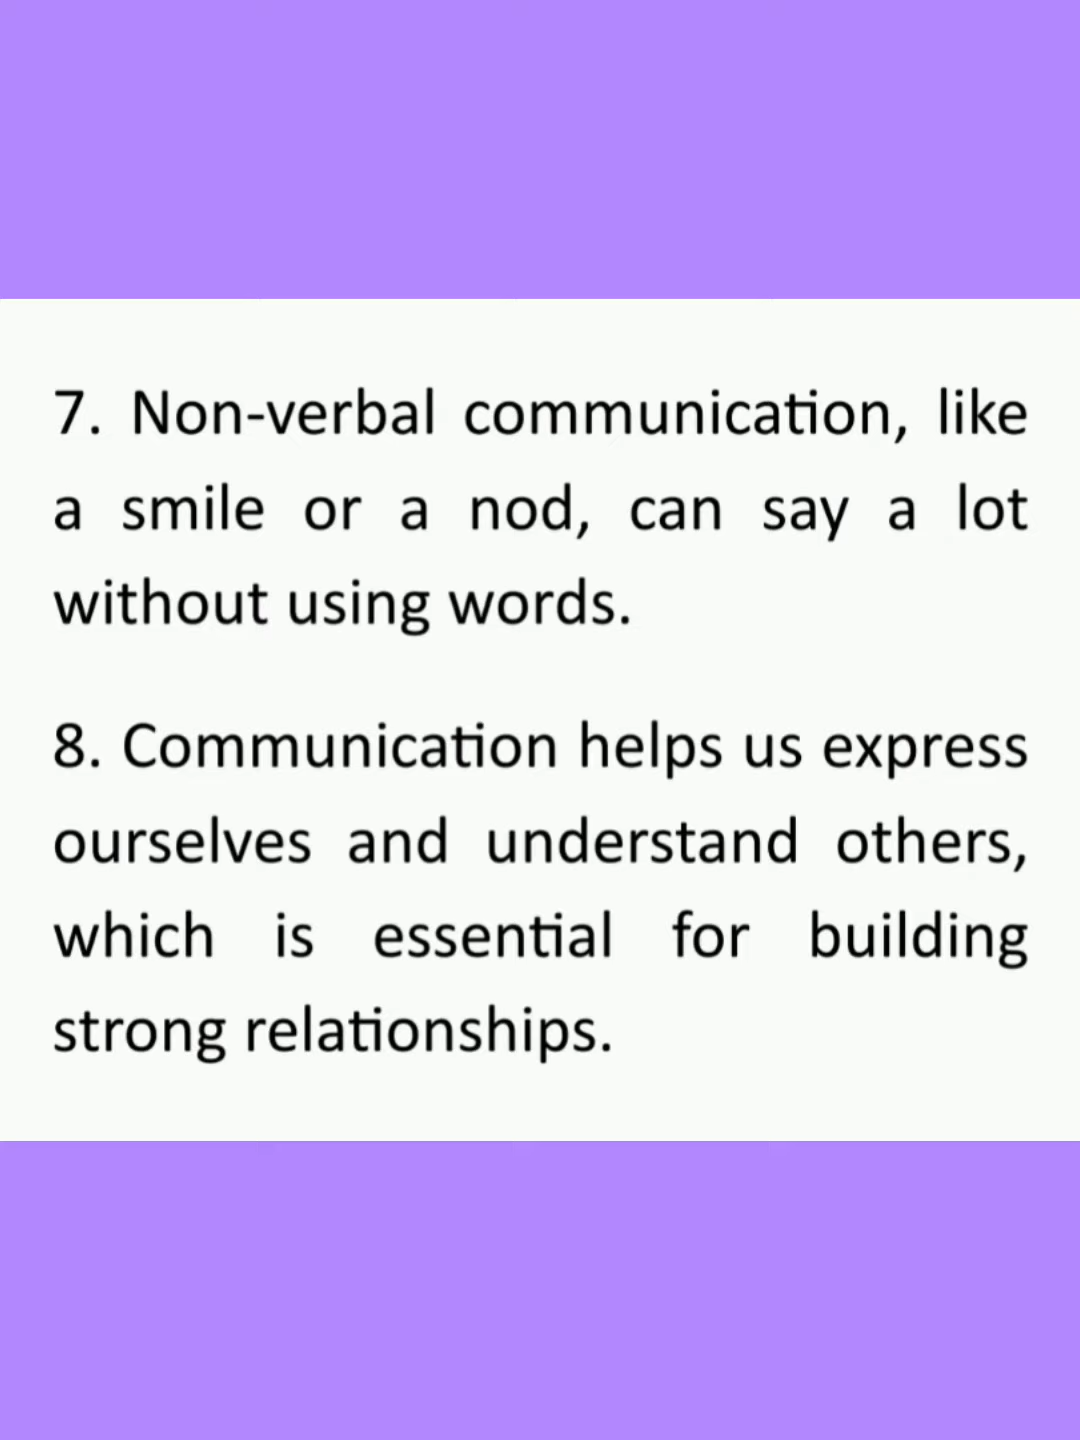 7. Non-verbal communication, like
a smile or a nod, can say a lot
without using words.
8. Communication helps us express
ourselves and understand others,
which is essential for building
strong relationships.